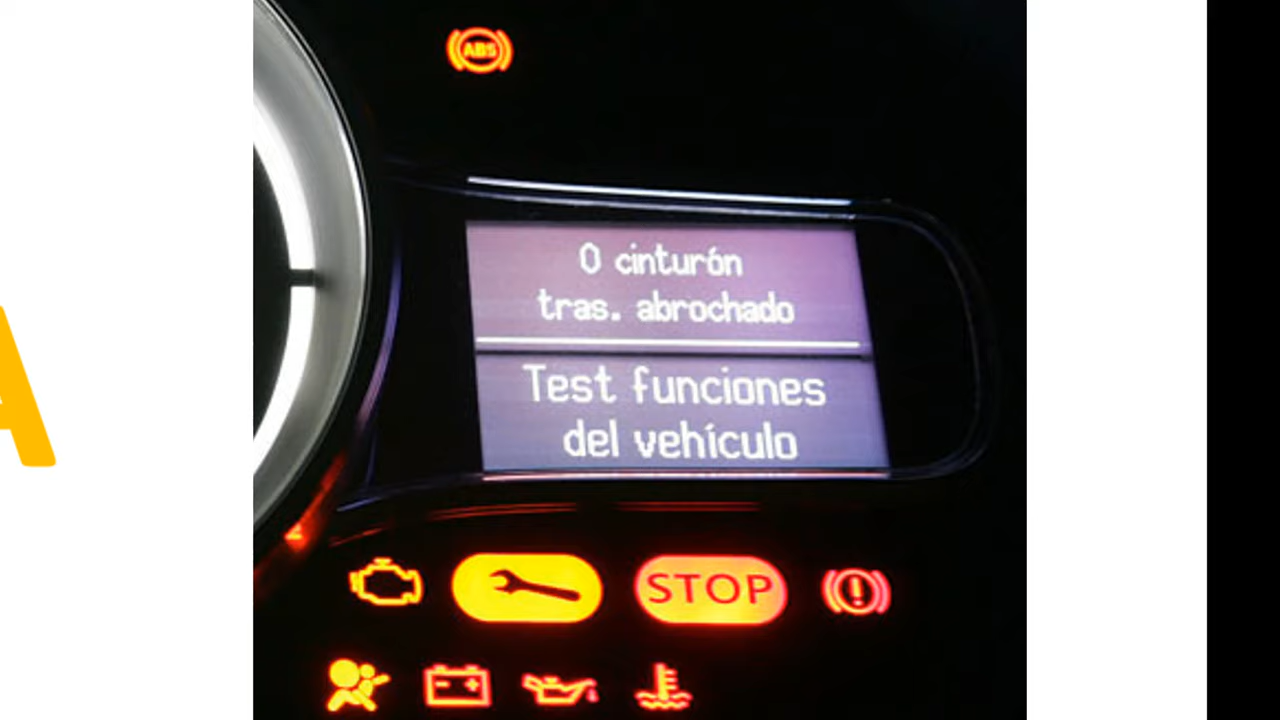 A
ABS
0 cinturón
tras. abrochado
Test funciones
del vehículo
STOP